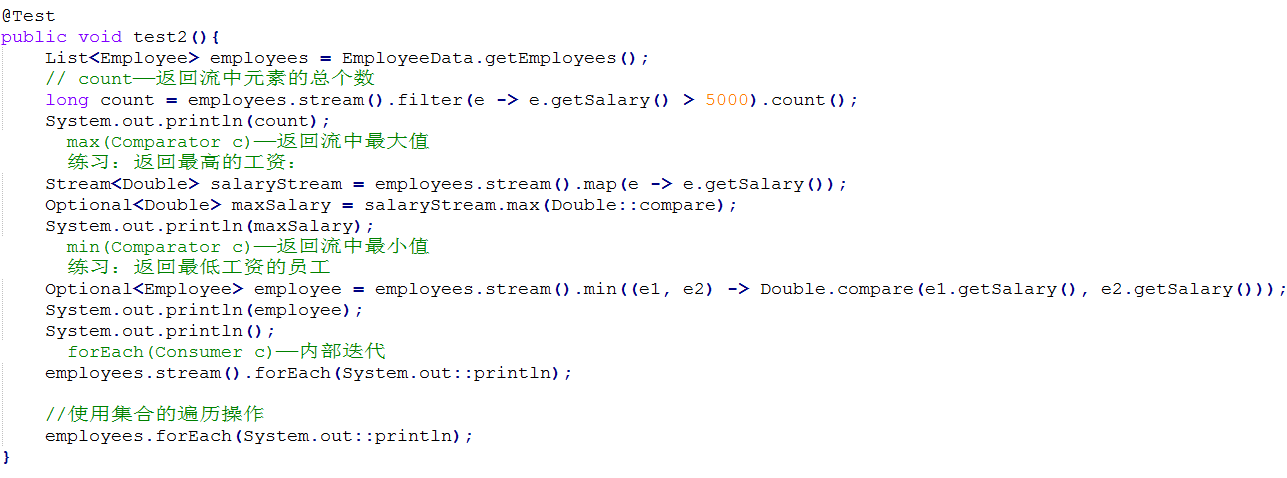 @Test
public void test2(){
    List<Employee> employees = EmployeeData.getEmployees();
    // count——返回流中元素的总个数
    long count = employees.stream().filter(e -> e.getSalary() > 5000).count();
    System.out.println(count);
      max(Comparator c)——返回流中最大值
      练习：返回最高的工资：
    Stream<Double> salaryStream = employees.stream().map(e -> e.getSalary());
    Optional<Double> maxSalary = salaryStream.max(Double::compare);
    System.out.println(maxSalary);
      min(Comparator c)——返回流中最小值
      练习：返回最低工资的员工
    Optional<Employee> employee = employees.stream().min((e1, e2) -> Double.compare(e1.getSalary(), e2.getSalary()));
    System.out.println(employee);
    System.out.println();
      forEach(Consumer c)——内部迭代
    employees.stream().forEach(System.out::println);
    //使用集合的遍历操作
    employees.forEach(System.out::println);
}